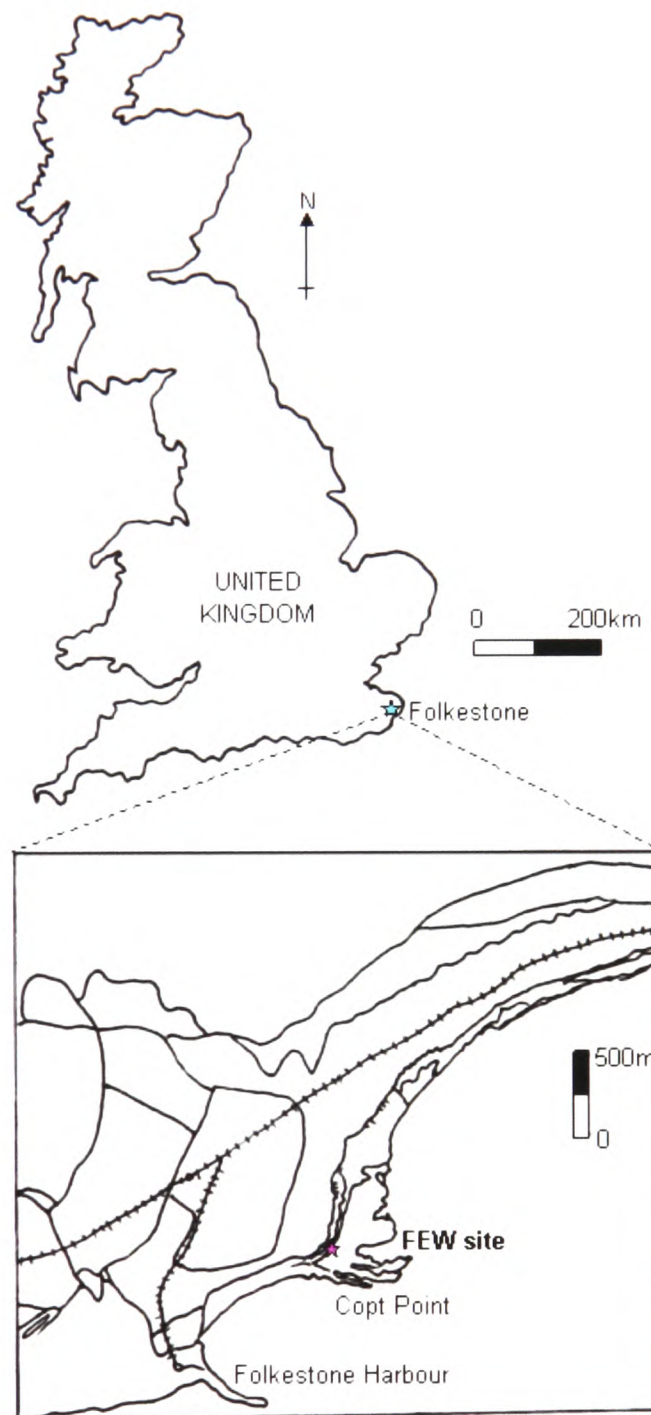 N
UNITED
KINGDOM
0 200km
Folkestone
500m
0
FEW site
Copt Point
Folkestone Harbour